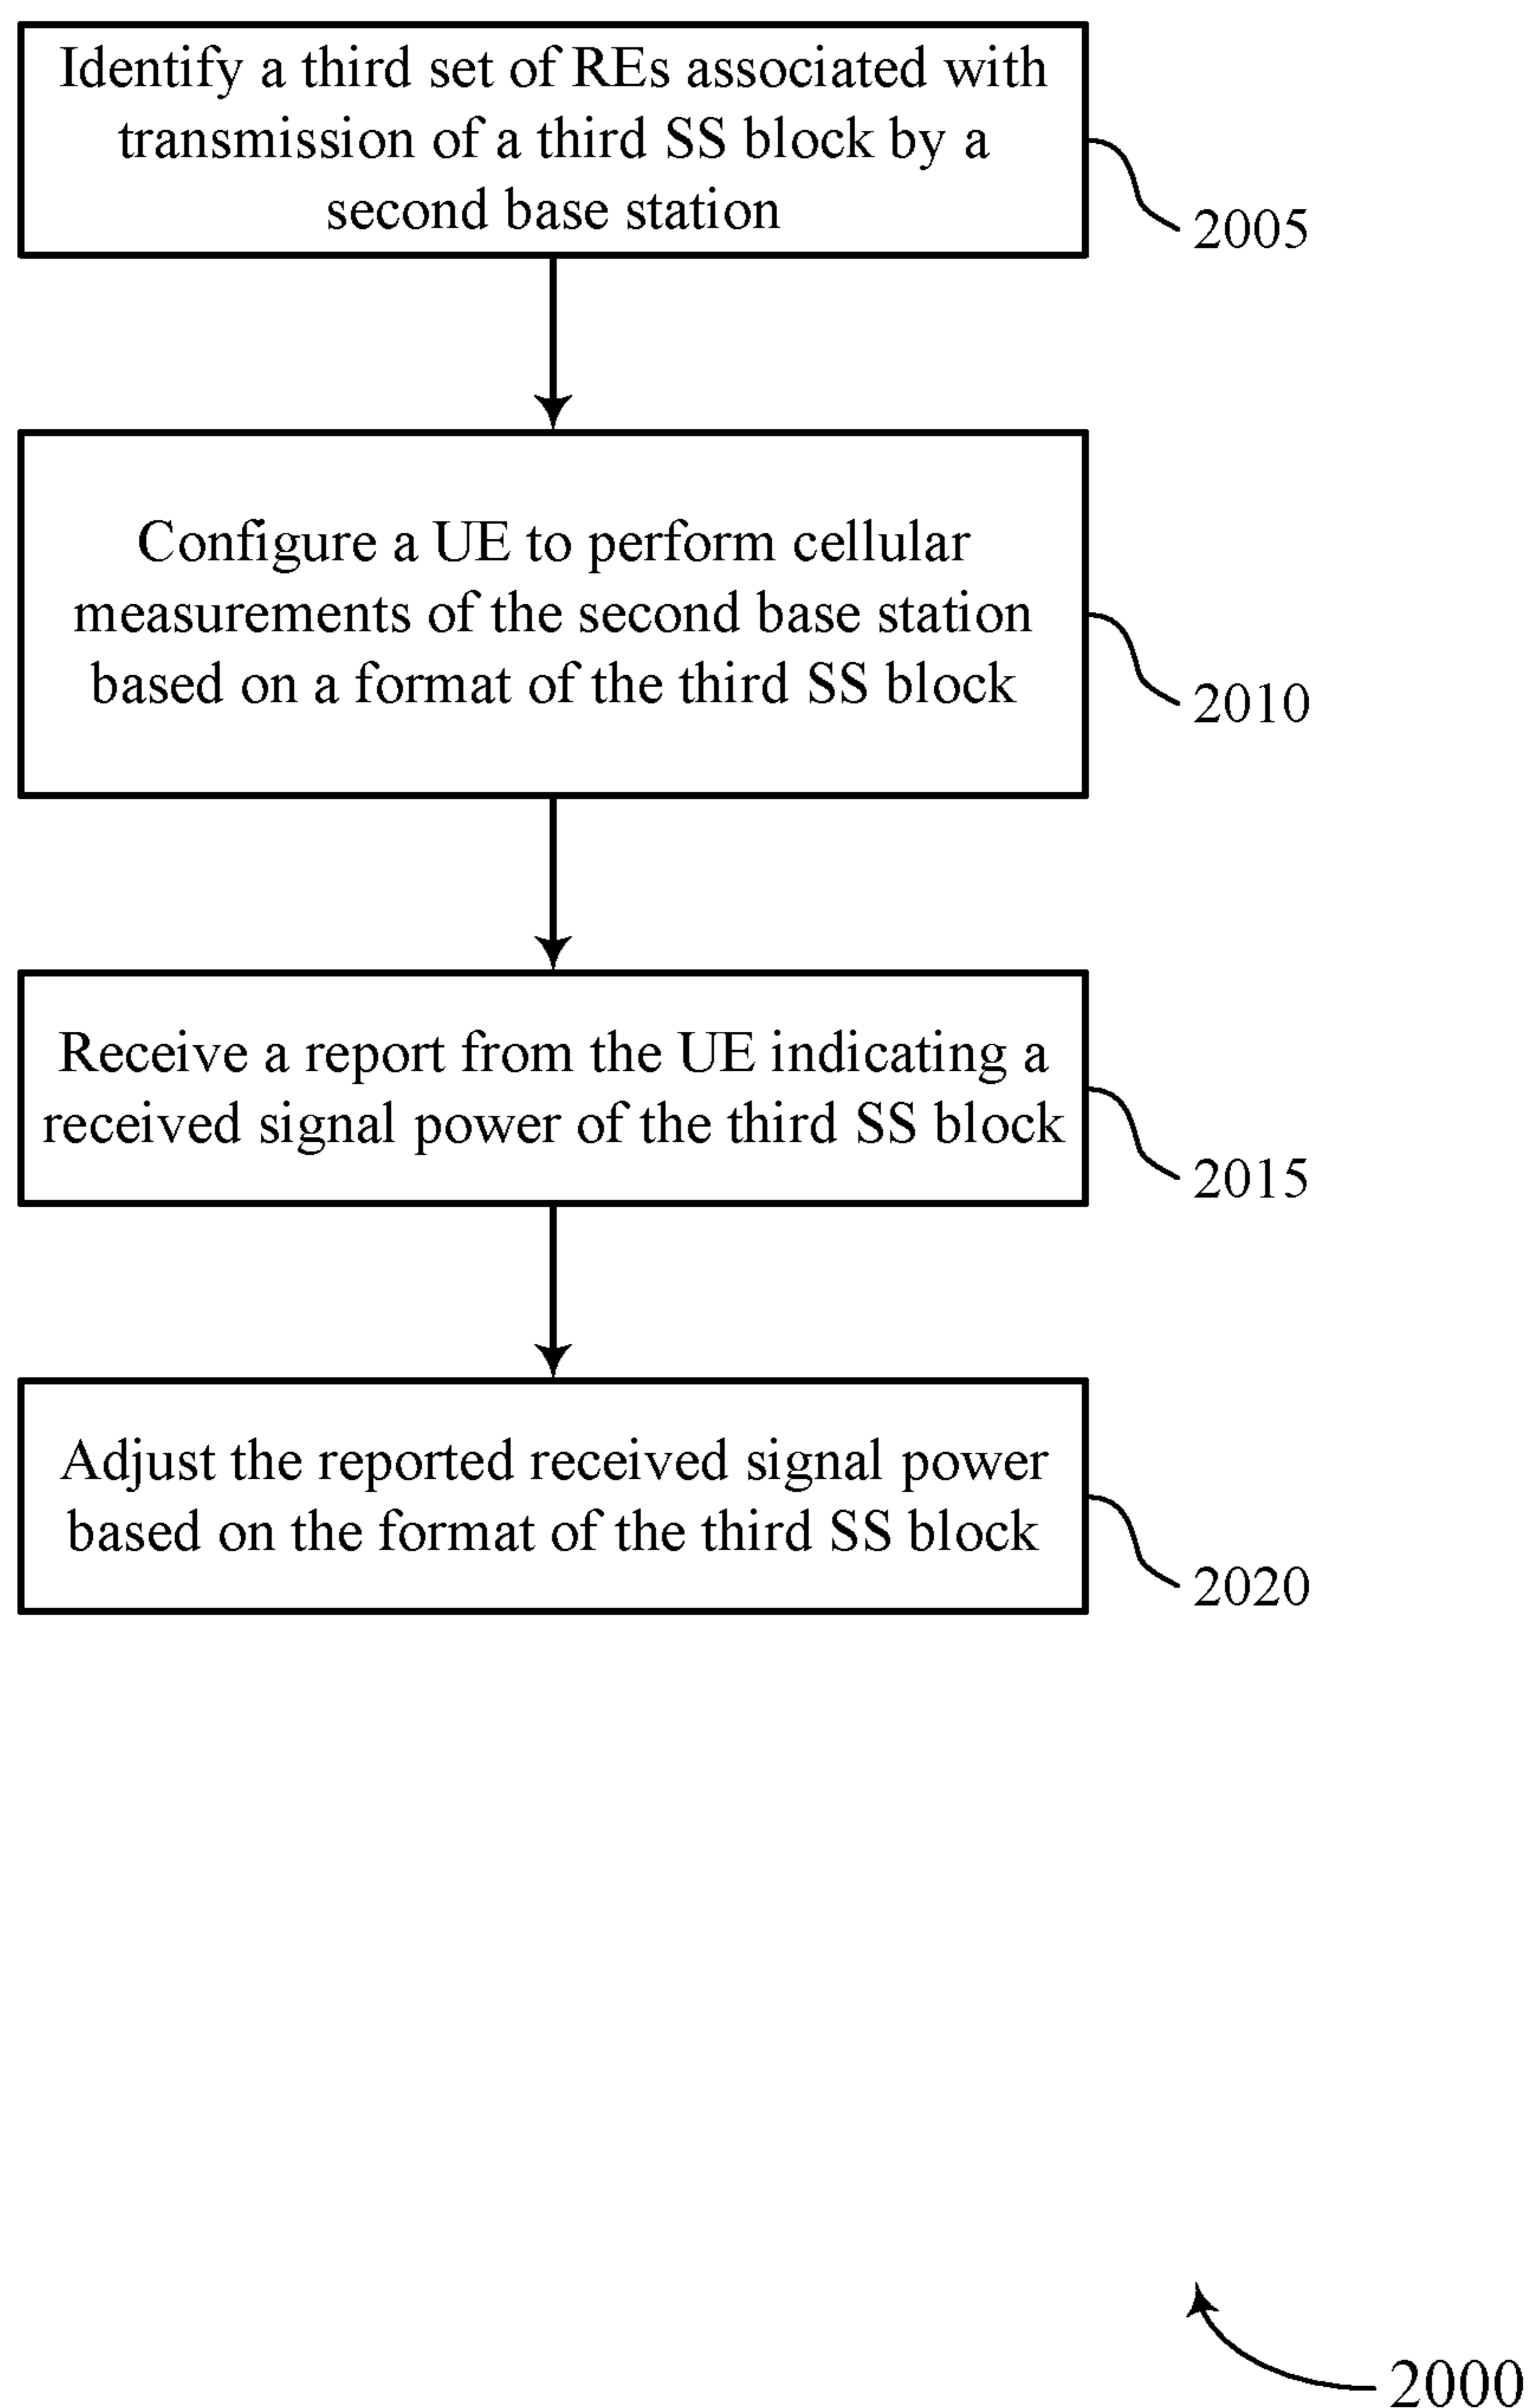 Identify a third set of REs associated with
transmission of a third SS block by a
second base station
2005
Configure a UE to perform cellular
measurements of the second base station
based on a format of the third SS block
2010
Receive a report from the UE indicating a
received signal power of the third SS block
2015
Adjust the reported received signal power
based on the format of the third SS block
2020
2000